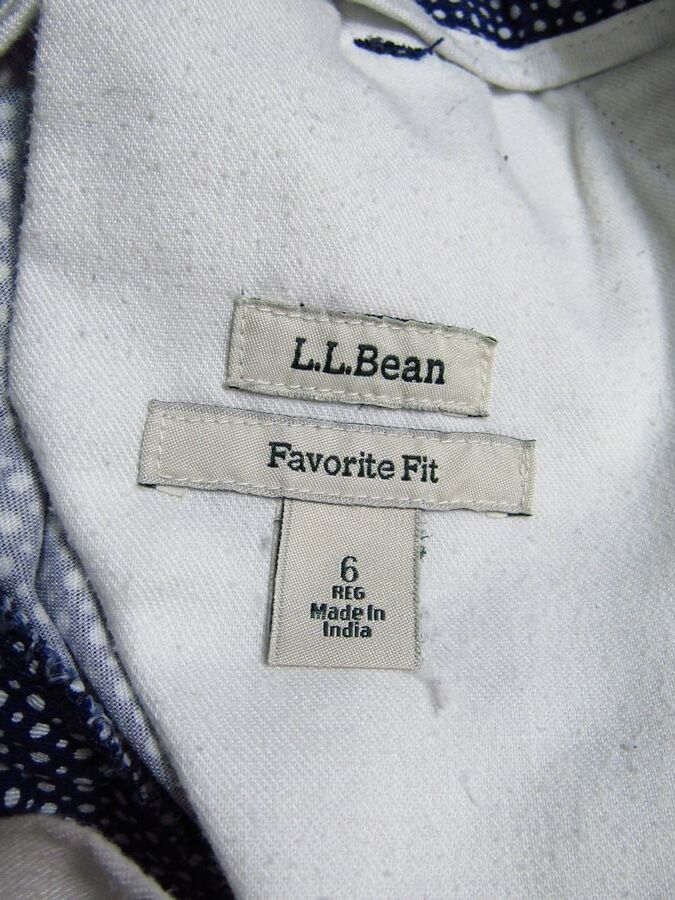 L.L.Bean
Favorite Fit
6
REG
Made In
India